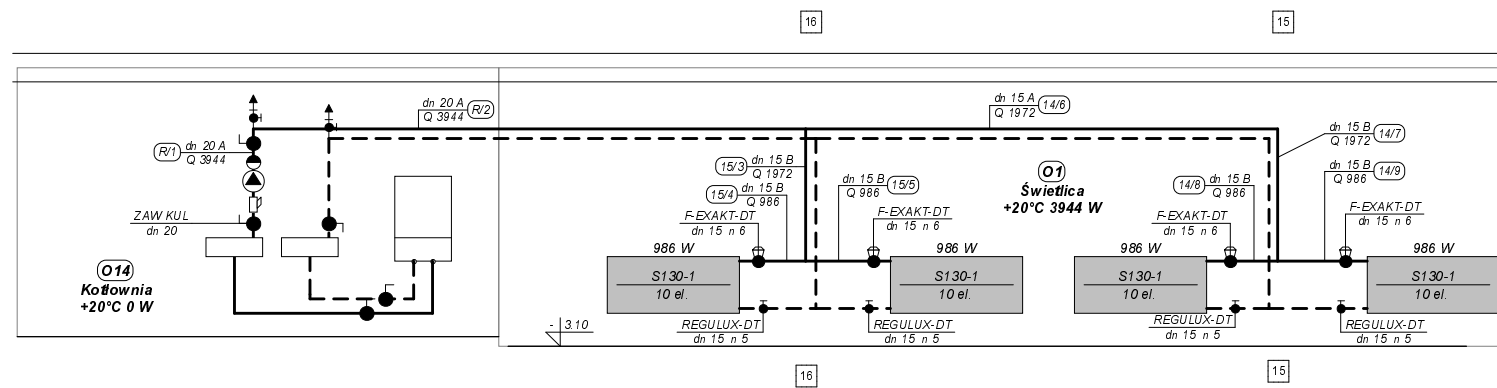 16
15
dn 20 A
Q 3944
R/2
dn 15 A
Q 1972
14/6
R/1
dn 20 A
Q 3944
dn 15 B
Q 1972
14/7
15/3
dn 15 B
Q 1972
15/4
dn 15 B
Q 986
dn 15 B
Q 986
15/5
O1
Świetlica
+20°C 3944 W
14/8
dn 15 B
Q 986
dn 15 B
Q 986
14/9
ZAW KUL
dn 20
F-EXAKT-DT
dn 15 n 6
F-EXAKT-DT
dn 15 n 6
F-EXAKT-DT
dn 15 n 6
F-EXAKT-DT
dn 15 n 6
986 W
986 W
986 W
986 W
O14
Kotłownia
+20°C 0 W
S130-1
10 el.
S130-1
10 el.
S130-1
10 el.
S130-1
10 el.
- 3.10
REGULUX-DT
dn 15 n 5
REGULUX-DT
dn 15 n 5
REGULUX-DT
dn 15 n 5
REGULUX-DT
dn 15 n 5
16
15